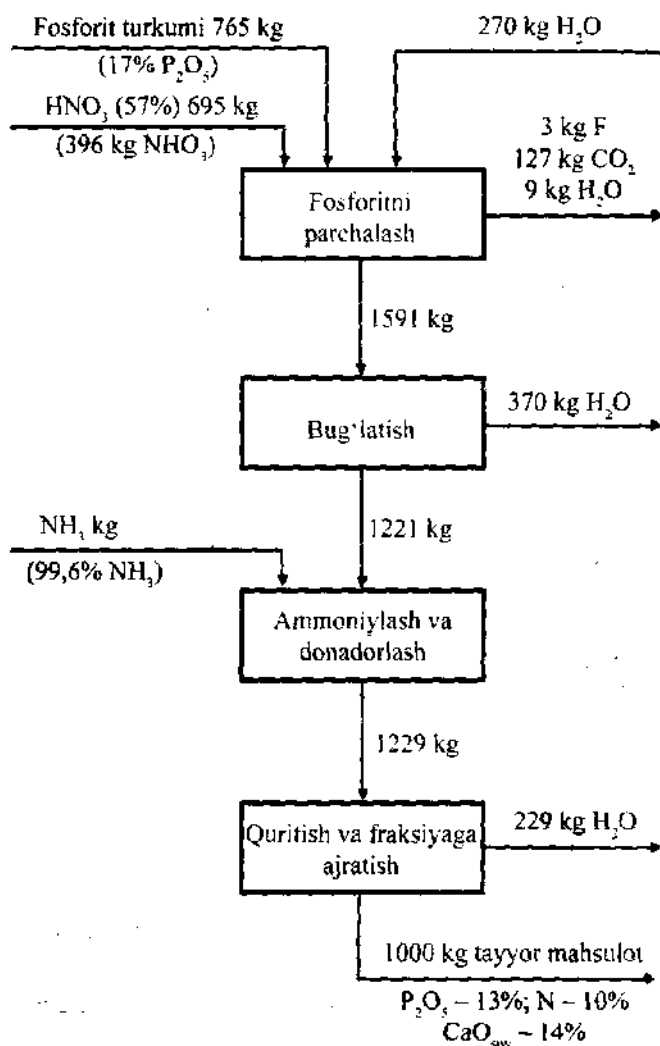 Fosforit turkumi 765 kg
(17% P₂O₅)
HNO₃ (57%) 695 kg
(396 kg NHO₃)
270 kg H₂O
3 kg F
127 kg CO₂
9 kg H₂O
Fosforitni
parchalash
1591 kg
Bug‘latish
370 kg H₂O
1221 kg
NH₃ kg
(99,6% NH₃)
Ammoniylash va
donadorlash
1229 kg
Quritish va fraksiyaga
ajratish
229 kg H₂O
1000 kg tayyor mahsulot
P₂O₅ – 13%; N – 10%
CaO – 14%